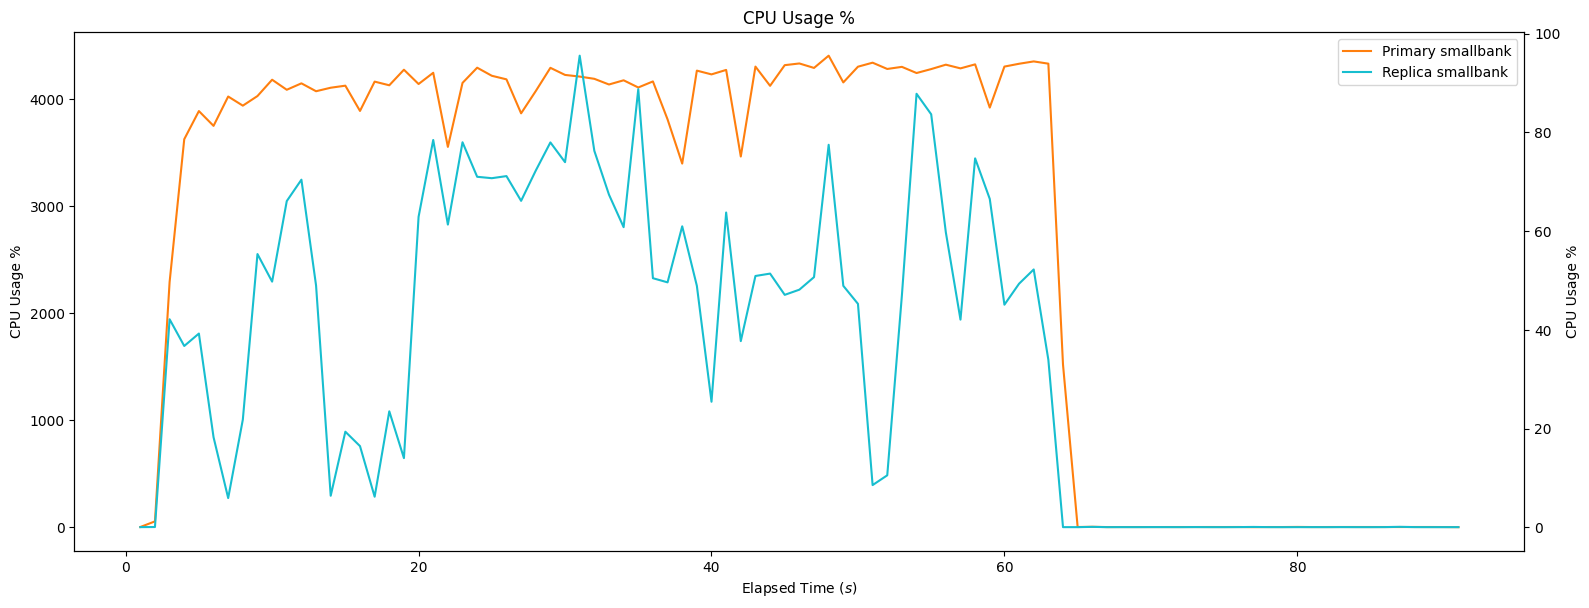 CPU Usage %
Primary smallbank
Replica smallbank
CPU Usage %
4000
3000
2000
1000
0
100
80
60
40
20
0
CPU Usage %
0
20
40
60
80
Elapsed Time (s)